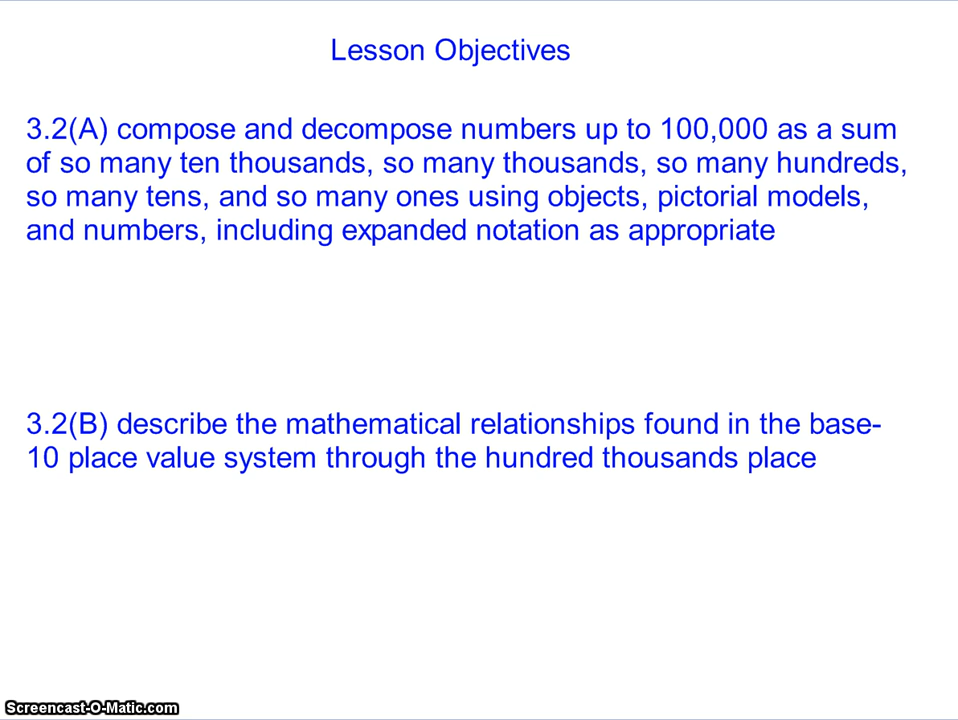 Lesson Objectives
3.2(A) compose and decompose numbers up to 100,000 as a sum
of so many ten thousands, so many thousands, so many hundreds,
so many tens, and so many ones using objects, pictorial models,
and numbers, including expanded notation as appropriate
3.2(B) describe the mathematical relationships found in the base-
10 place value system through the hundred thousands place
Screencast-O-Matic.com